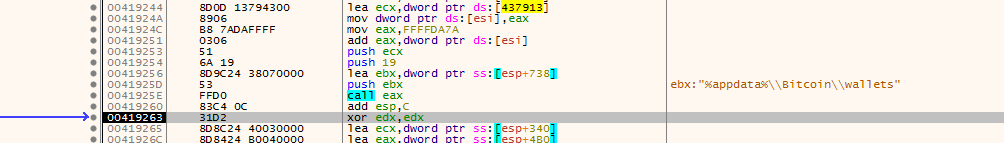 00419244 8D0D 13794300 lea ecx,dword ptr ds:[437913]
0041924A 8906 mov dword ptr ds:[esi],eax
0041924C B8 7ADAFFFF mov eax,FFFFDA7A
00419251 0306 add eax,dword ptr ds:[esi]
00419253 51 push ecx
00419254 6A 19 push 19
00419256 8D9C24 38070000 lea ebx,dword ptr ss:[esp+738]
0041925D 53 push ebx ebx:"%appdata%\\Bitcoin\\wallets"
0041925E FFD0 call eax
00419260 83C4 0C add esp,C
00419263 31D2 xor edx,edx
00419265 8D8C24 40030000 lea ecx,dword ptr ss:[esp+340]
0041926C 8D8424 B0040000 lea eax,dword ptr ss:[esp+4B0]